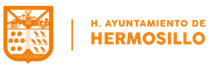 H. AYUNTAMIENTO DE
HERMOSILLO